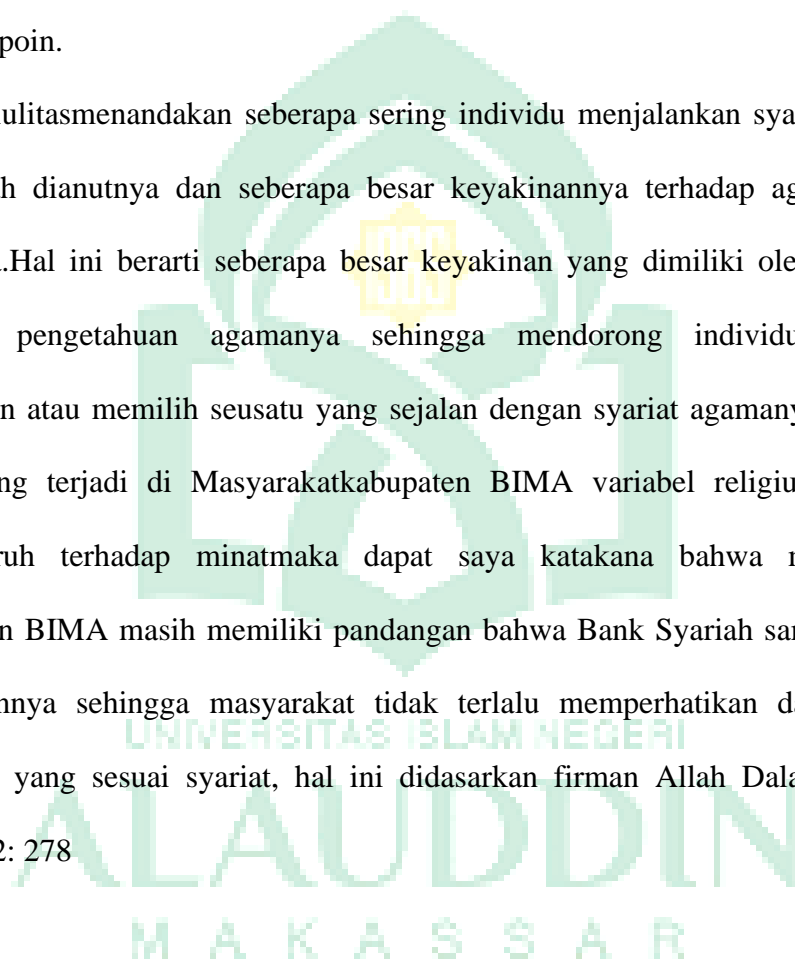 poin.
ulitasmenandakan seberapa sering individu menjalankan sya
h dianutnya dan seberapa besar keyakinannya terhadap ag
.Hal ini berarti seberapa besar keyakinan yang dimiliki ole
pengetahuan agamanya sehingga mendorong individu
n atau memilih seusatu yang sejalan dengan syariat agamany
ng terjadi di Masyarakatkabupaten BIMA variabel religiu
ruh terhadap minatmaka dapat saya katakana bahwa
n BIMA masih memiliki pandangan bahwa Bank Syariah sa
nnya sehingga masyarakat tidak terlalu memperhatikan da
UNIVERSITAS ISLAM NEGERI
yang sesuai syariat, hal ini didasarkan firman Allah Dala
ALAUDDIN
2: 278
MAKASSAR